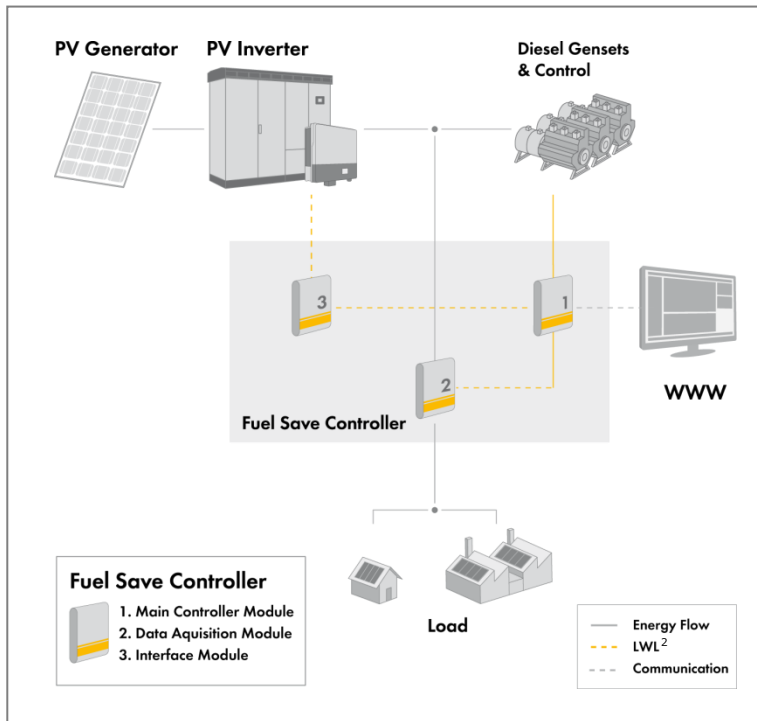 PV Generator
PV Inverter
Diesel Gensets
& Control
3
1
2
WWW
Fuel Save Controller
Load
Fuel Save Controller
1. Main Controller Module
2. Data Aquisition Module
3. Interface Module
Energy Flow
LWL²
Communication